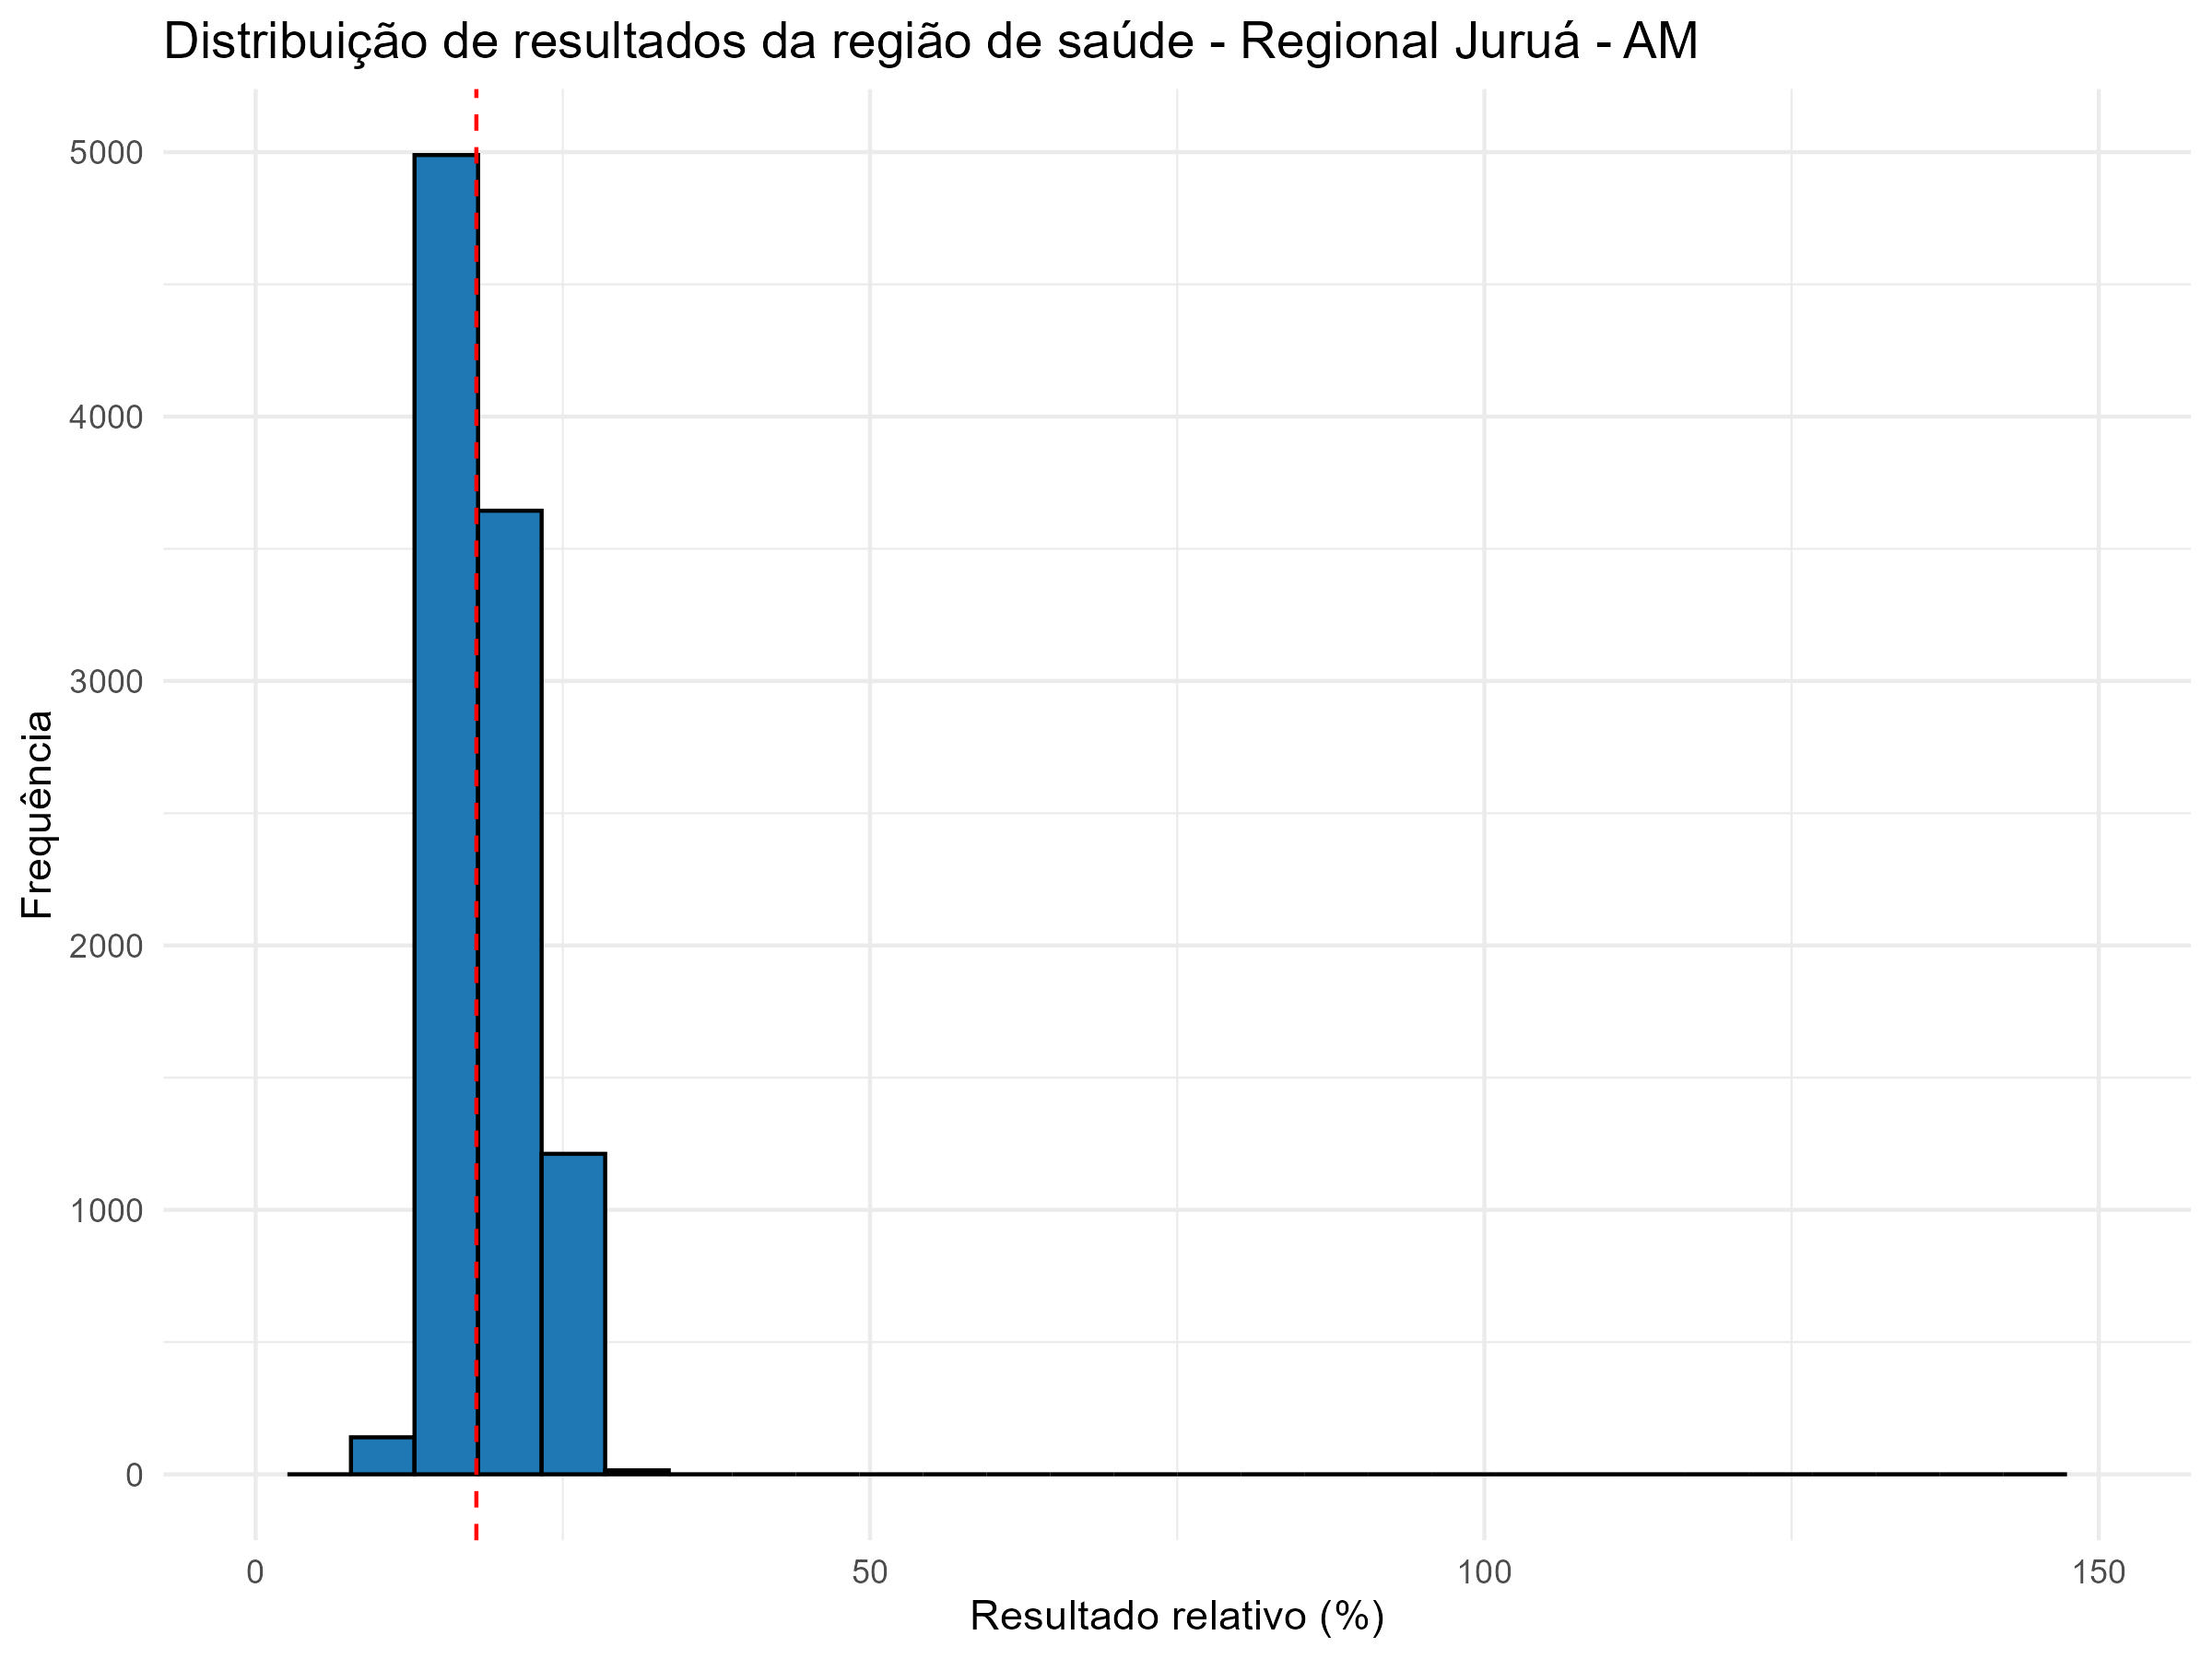 Distribuição de resultados da região de saúde - Regional Juruá - AM
Frequência
5000
4000
3000
2000
1000
0
0 50 100 150
Resultado relativo (%)